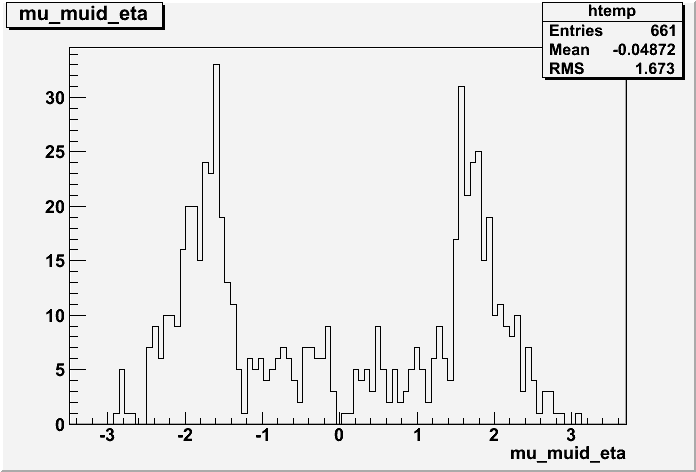 mu_muid_eta
htemp
Entries 661
Mean -0.04872
RMS 1.673
30
25
20
15
10
5
0
-3 -2 -1 0 1 2 3
mu_muid_eta